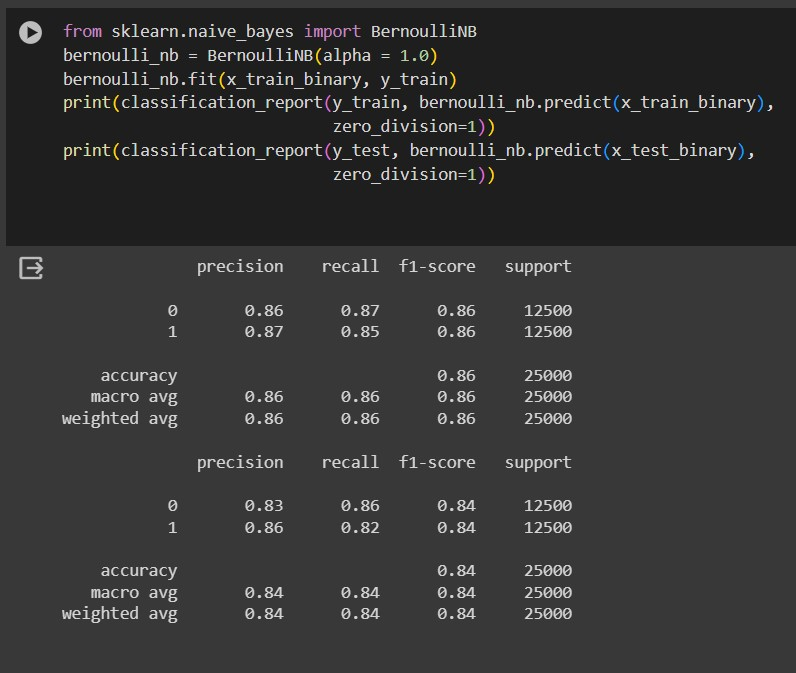 from sklearn.naive_bayes import BernoulliNB
bernoulli_nb = BernoulliNB(alpha = 1.0)
bernoulli_nb.fit(x_train_binary, y_train)
print(classification_report(y_train, bernoulli_nb.predict(x_train_binary),
                            zero_division=1))
print(classification_report(y_test, bernoulli_nb.predict(x_test_binary),
                            zero_division=1))
              precision    recall  f1-score   support
           0       0.86      0.87      0.86     12500
           1       0.87      0.85      0.86     12500
    accuracy                           0.86     25000
   macro avg       0.86      0.86      0.86     25000
weighted avg       0.86      0.86      0.86     25000
              precision    recall  f1-score   support
           0       0.83      0.86      0.84     12500
           1       0.86      0.82      0.84     12500
    accuracy                           0.84     25000
   macro avg       0.84      0.84      0.84     25000
weighted avg       0.84      0.84      0.84     25000